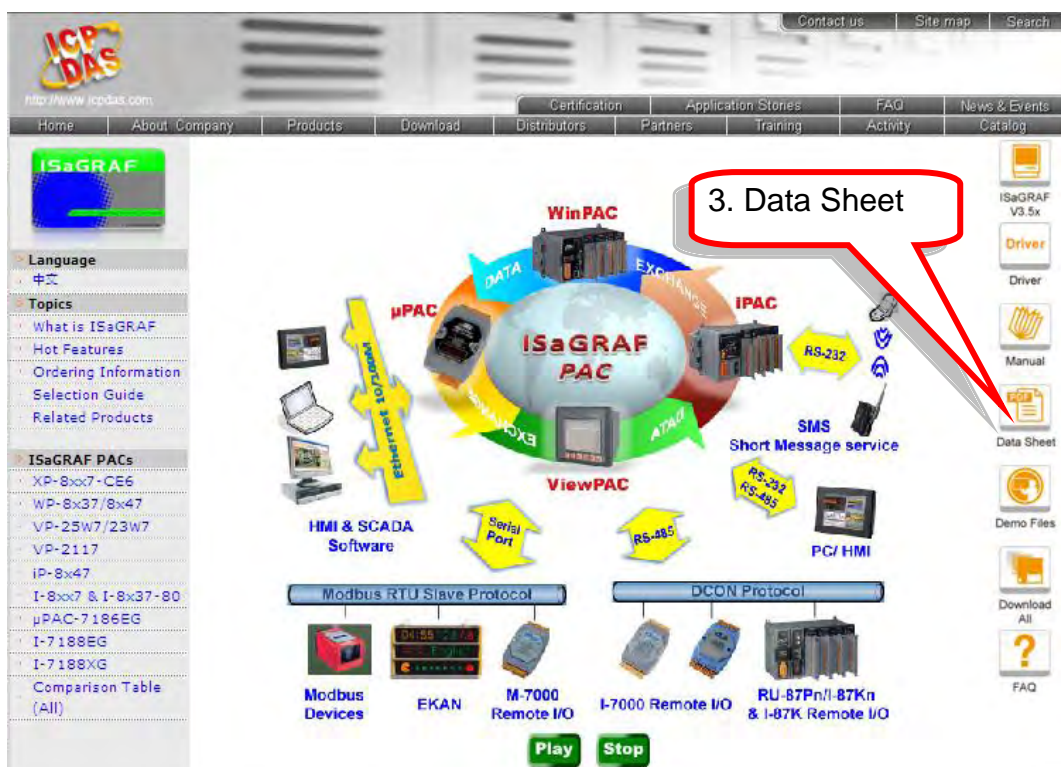 Contact us
Site map
Search
ICP
DAS
http://www.icpdas.com
Certification
Application Stories
FAQ
News & Events
Home
About Company
Products
Download
Distributors
Partners
Training
Activity
Catalog
ISaGRAF
Language
中文
Topics
What is ISaGRAF
Hot Features
Ordering Information
Selection Guide
Related Products
ISaGRAF PACs
XP-8xx7-CE6
WP-8x37/8x47
VP-25W7/23W7
VP-2117
iP-8x47
I-8xx7 & I-8x37-80
µPAC-7186EG
I-7188EG
I-7188XG
Comparison Table
(All)
3. Data Sheet
WinPAC
DATA
EXCHANGE
µPAC
iPAC
ISaGRAF
PAC
RS-232
Ethernet 10/100M
EXCHANGE
DATA
ViewPAC
SMS
Short Message service
RS-232
RS-485
HMI & SCADA
Software
Serial
Port
RS-485
PC/ HMI
Modbus RTU Slave Protocol
DCON Protocol
Modbus
Devices
EKAN
M-7000
Remote I/O
I-7000 Remote I/O
RU-87Pn/I-87Kn
& I-87K Remote I/O
Play
Stop
ISaGRAF
V3.5x
Driver
Driver
Manual
PDF
Data Sheet
Demo Files
Download
All
?
FAQ